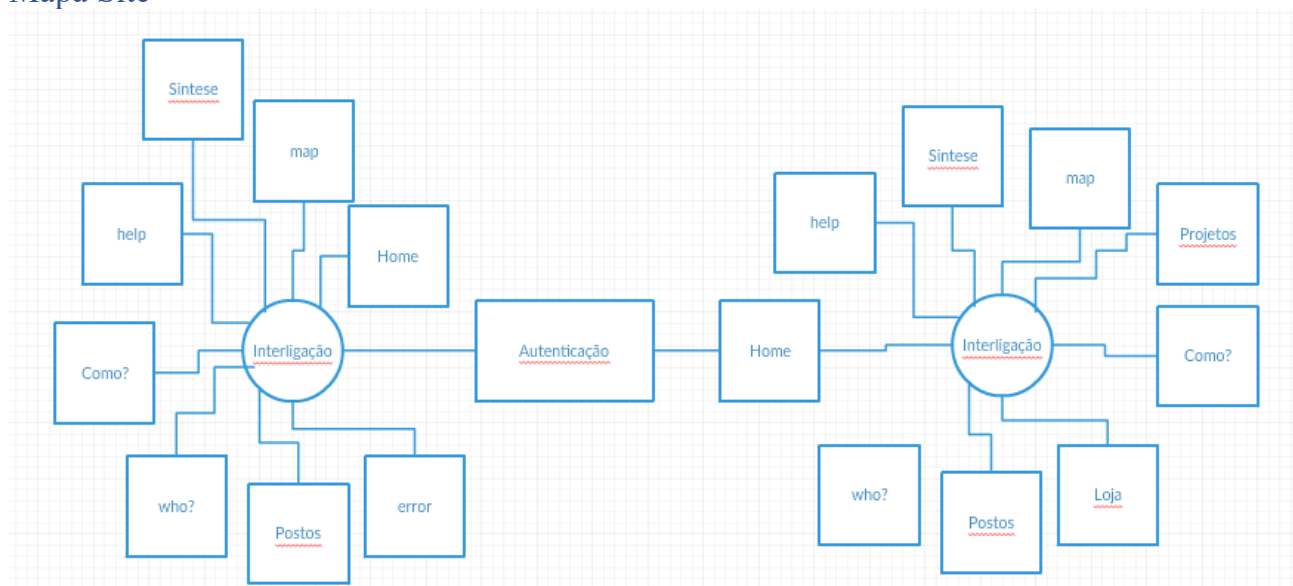 Mapa Site
Sintese
map
help
Home
Interligação
Como?
who?
Postos
error
Autenticação
Home
Sintese
map
help
Projetos
Interligação
Como?
who?
Postos
Loja